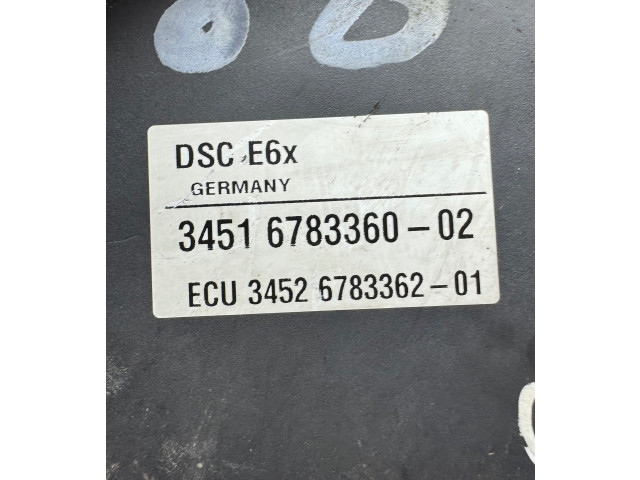 DSC E6x
GERMANY
3451 6783360-02
ECU 3452 6783362-01